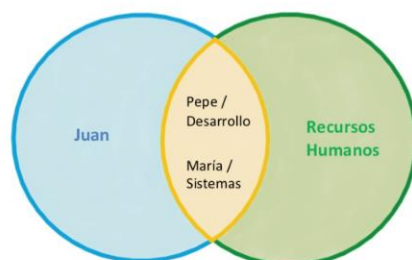 Juan
Pepe /
Desarrollo
María /
Sistemas
Recursos
Humanos